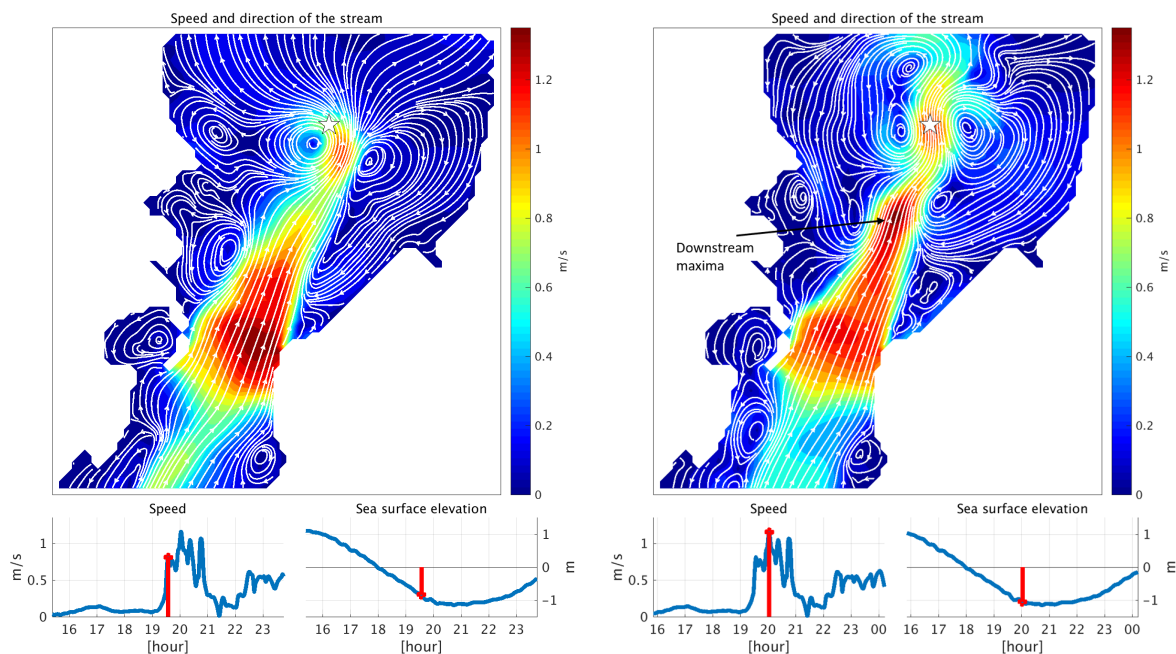 Speed and direction of the stream
1.2
1
0.8
0.6
0.4
0.2
0
m/s
Speed
1
0.5
0
m/s
16 17 18 19 20 21 22 23
[hour]
Sea surface elevation
1
0
−1
m
16 17 18 19 20 21 22 23
[hour]
Speed and direction of the stream
Downstream
maxima
1.2
1
0.8
0.6
0.4
0.2
0
m/s
Speed
1
0.5
0
m/s
16 17 18 19 20 21 22 23 00
[hour]
Sea surface elevation
1
0
−1
m
16 17 18 19 20 21 22 23 00
[hour]